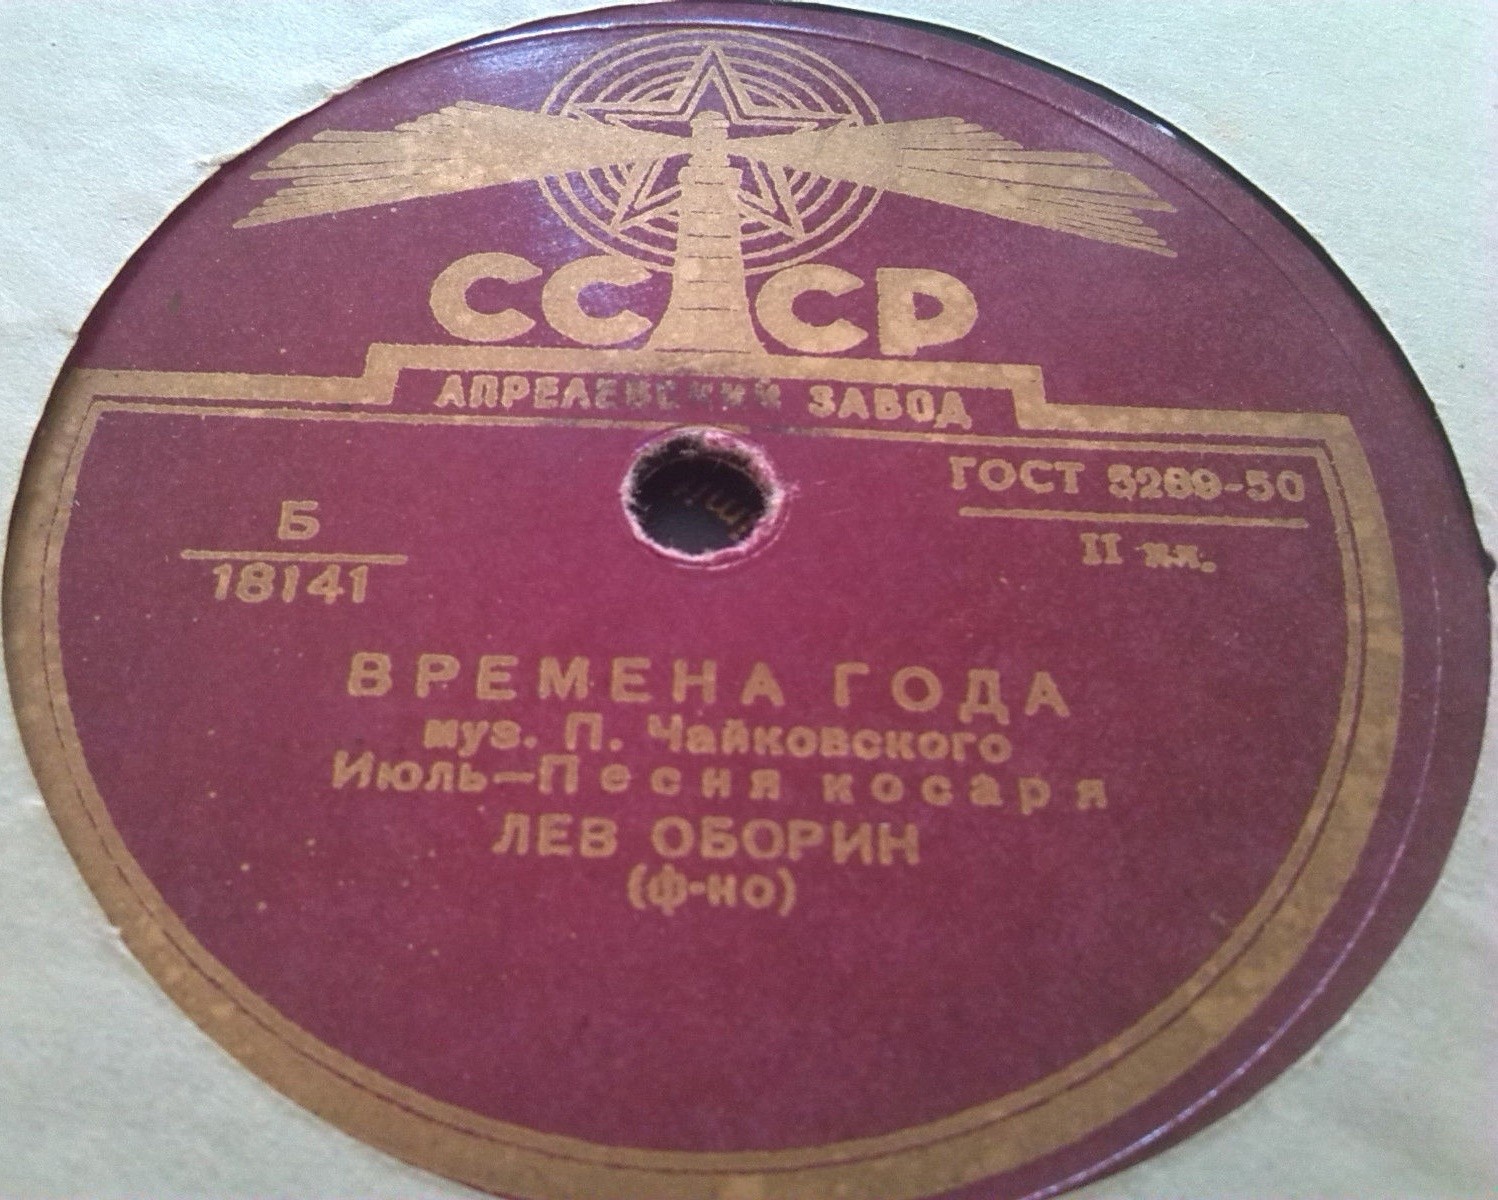 СССР
АПРЕЛЕВСКИЙ ЗАВОД
ГОСТ 5289-50
II кл.
Б
18141
ВРЕМЕНА ГОДА
муз. П. Чайковского
Июль—Песня косаря
ЛЕВ ОБОРИН
(ф-но)